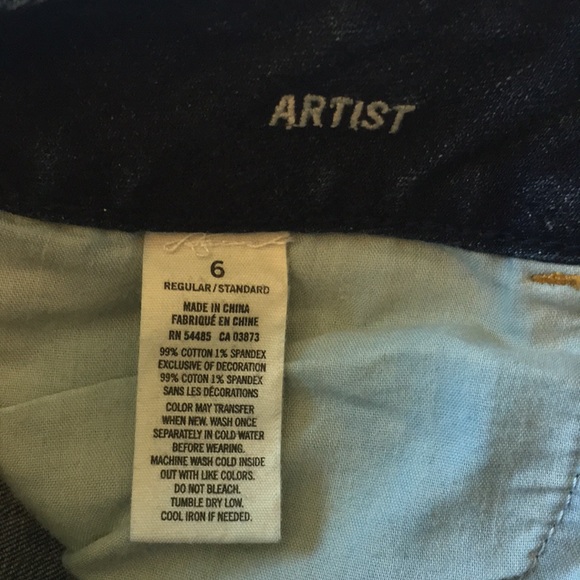 ARTIST
6
REGULAR/STANDARD
MADE IN CHINA
FABRIQUÉ EN CHINE
RN 54485 CA 03873
99% COTTON 1% SPANDEX
EXCLUSIVE OF DECORATION
99% COTON 1% SPANDEX
SANS LES DÉCORATIONS
COLOR MAY TRANSFER
WHEN NEW. WASH ONCE
SEPARATELY IN COLD WATER
BEFORE WEARING.
MACHINE WASH COLD INSIDE
OUT WITH LIKE COLORS.
DO NOT BLEACH.
TUMBLE DRY LOW.
COOL IRON IF NEEDED.